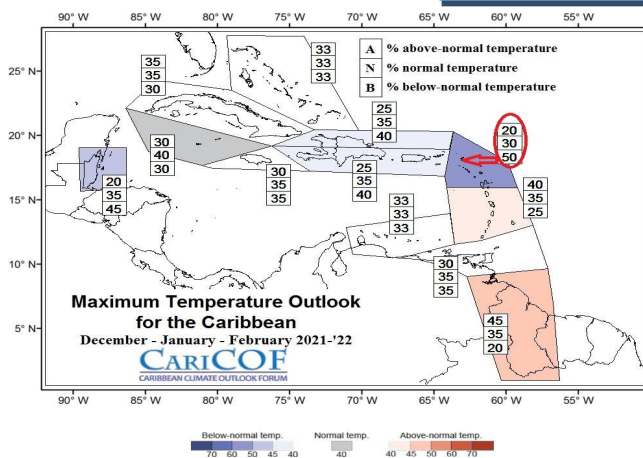 A % above-normal temperature
N % normal temperature
B % below-normal temperature
25° N
20° N
15° N
10° N
5° N
35
35
30
33
33
33
25
35
40
20
30
50
30
40
30
20
35
45
30
35
35
25
35
40
40
35
25
33
33
33
30
35
35
45
35
20
Maximum Temperature Outlook
for the Caribbean
December - January - February 2021-'22
CARICOF
CARIBBEAN CLIMATE OUTLOOK FORUM
90° W 85° W 80° W 75° W 70° W 65° W 60° W 55° W 50° W
Below-normal temp. Normal temp. Above-normal temp.
70 60 50 45 40 40 40 45 50 60 70